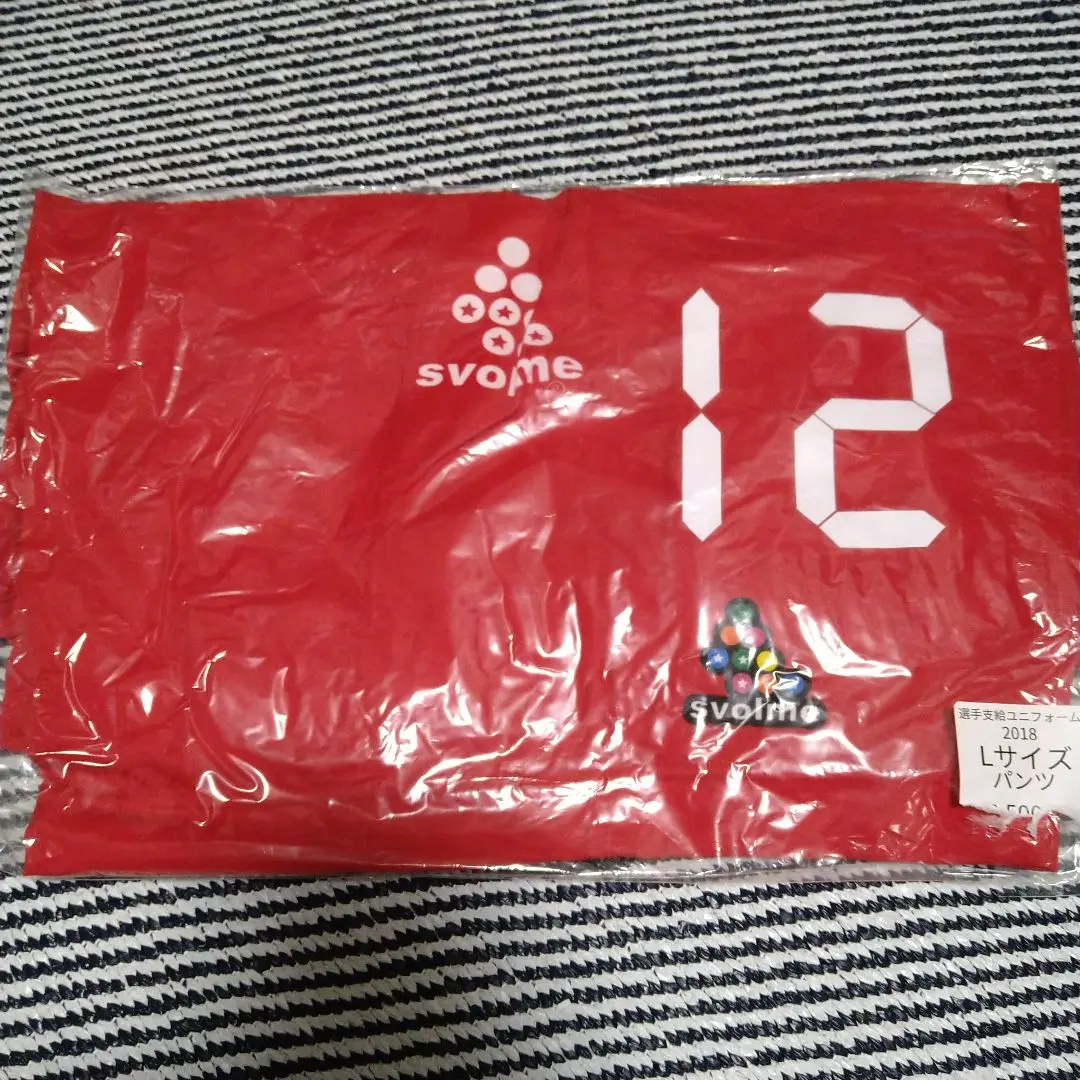 svolme
12
svolme
選手支給ユニフォーム
2018
Lサイズ
パンツ